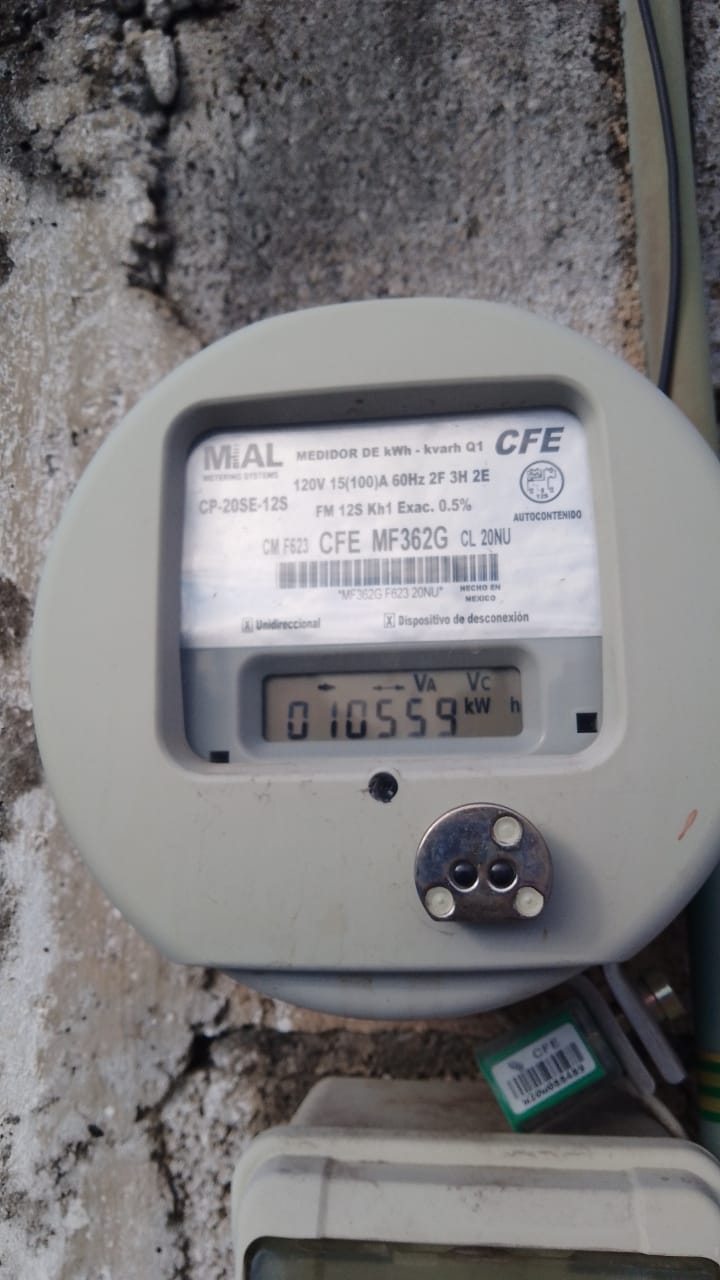 MIAL
METERING SYSTEMS
MEDIDOR DE kWh - kvarh Q1
CFE
120V 15(100)A 60Hz 2F 3H 2E
CP-20SE-12S
FM 12S Kh1 Exac. 0.5%
12S
AUTOCONTENIDO
CM F623 CFE MF362G CL 20NU
"MF362G F623 20NU"
HECHO EN
MEXICO
X Unidireccional
X Dispositivo de desconexión
VA VC
010559 kW h
CFE